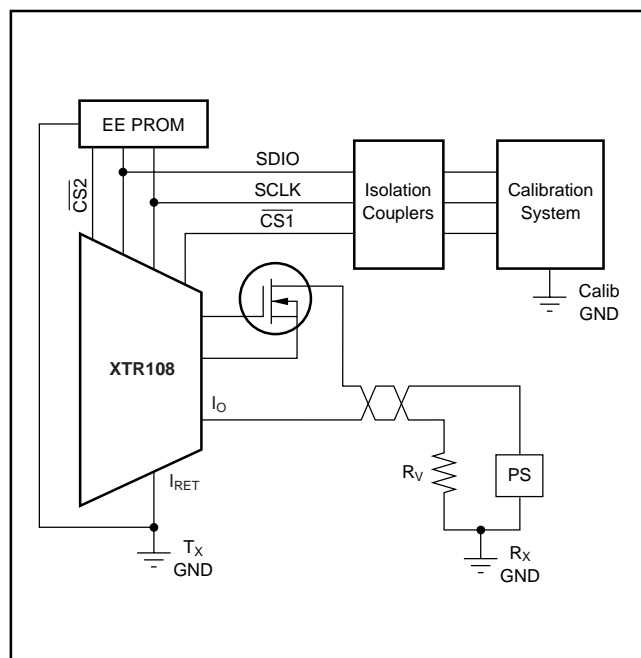 EE PROM
SDIO
SCLK
CS2
CS1
Isolation
Couplers
Calibration
System
Calib
GND
XTR108
IO
IRET
RV
PS
TX
GND
RX
GND